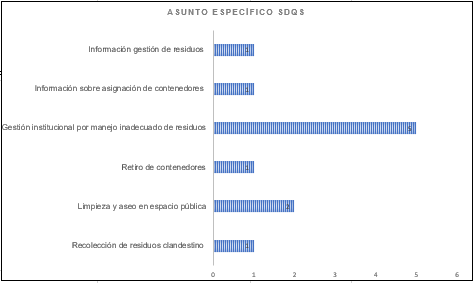 ASUNTO ESPECÍFICO SDQS
Información gestión de residuos 1
Información sobre asignación de contenedores 1
Gestión institucional por manejo inadecuado de residuos 5
Retiro de contenedores 1
Limpieza y aseo en espacio pública 2
Recolección de residuos clandestino 1
0 1 2 3 4 5 6